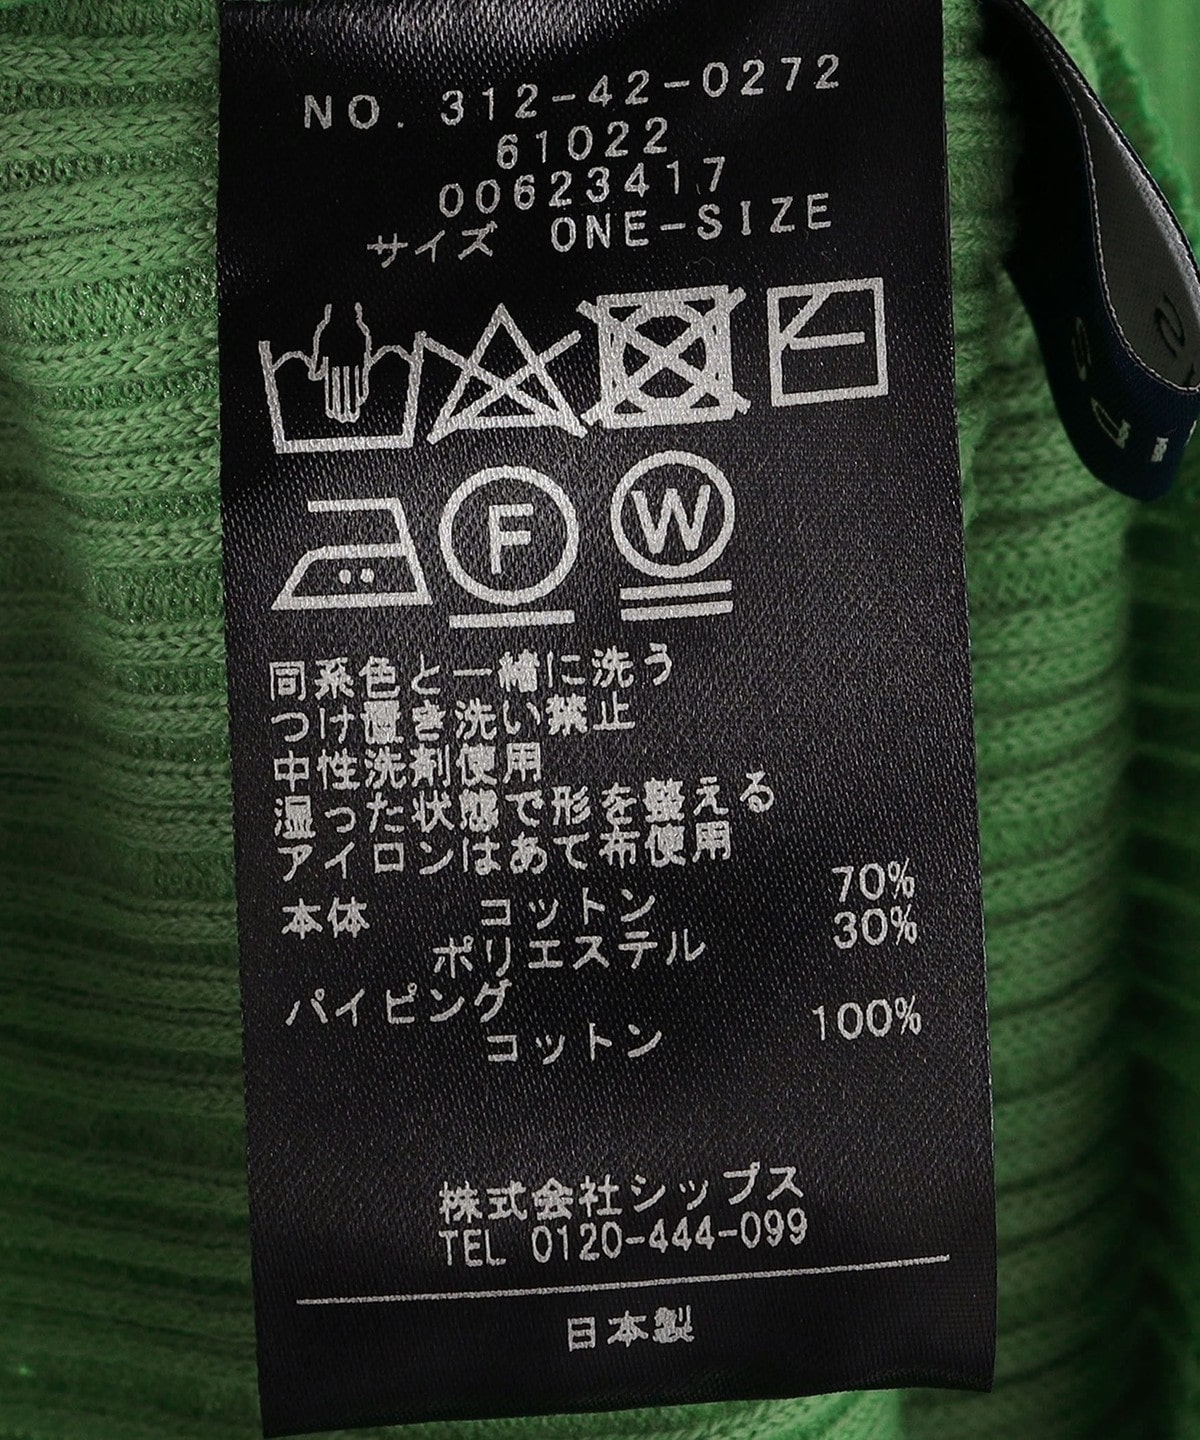 NO. 312-42-0272
61022
00623417
サイズ ONE-SIZE
F W
同系色と一緒に洗う
つけ置き洗い禁止
中性洗剤使用
湿った状態で形を整える
アイロンはあて布使用
本体 コットン 70%
ポリエステル 30%
パイピング
コットン 100%
株式会社シップス
TEL 0120-444-099
日本製